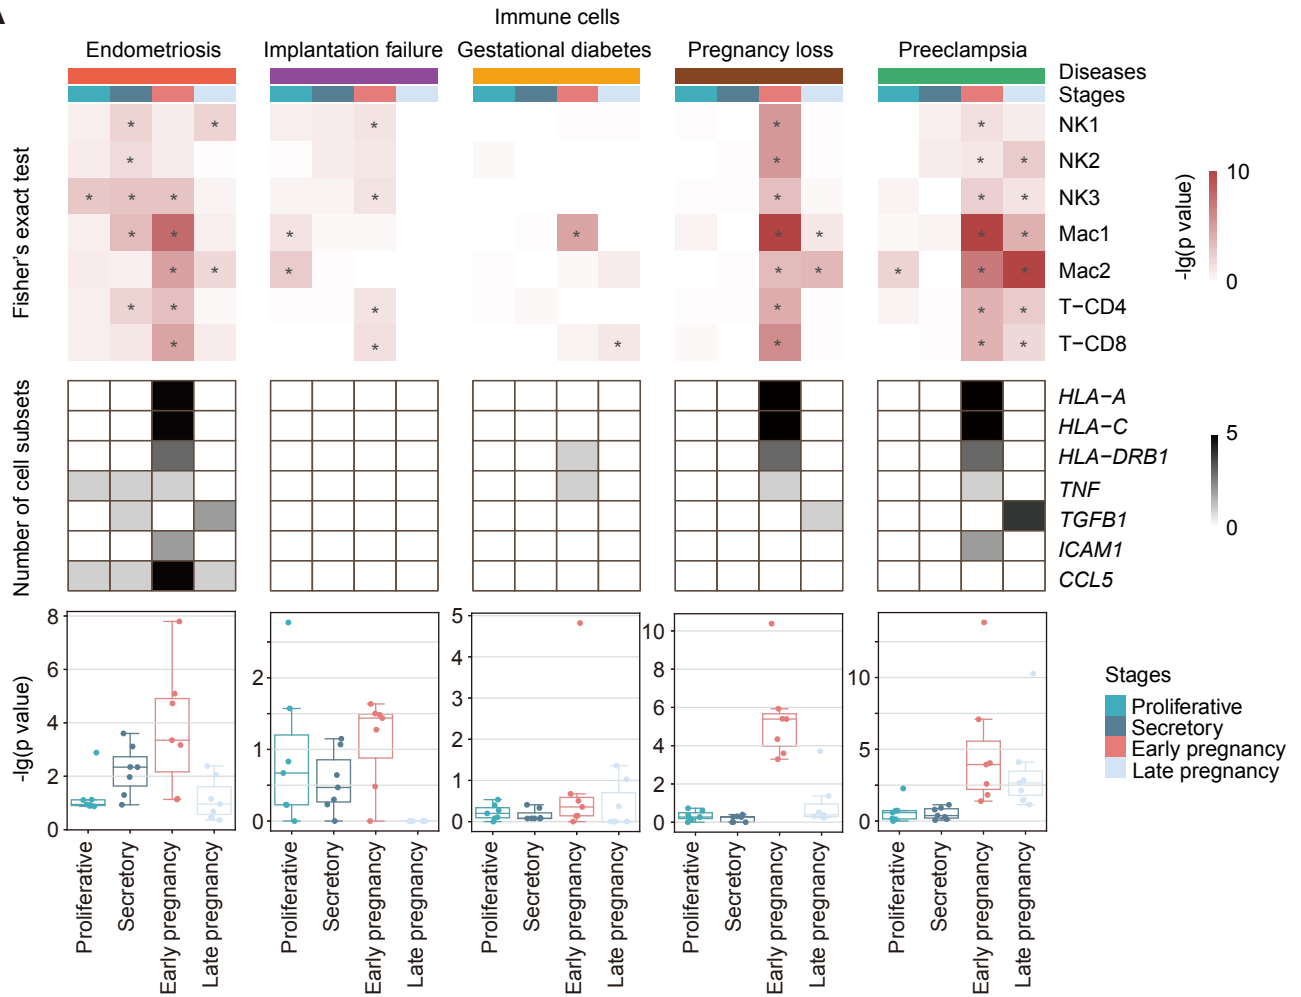 A
Immune cells
Endometriosis
Implantation failure
Gestational diabetes
Pregnancy loss
Preeclampsia
Diseases
Stages
Fisher's exact test
* * * NK1
* * * NK2
* * * * * * * NK3
* * * * * * * * Mac1
* * * * * * * * Mac2
* * * * * * T−CD4
* * * * * * T−CD8
-lg(p value)
10
0
Number of cell subsets
HLA−A
HLA−C
HLA−DRB1
TNF
TGFB1
ICAM1
CCL5
5
0
-lg(p value)
8
6
4
2
0
2
1
0
5
4
3
2
1
0
10
8
6
4
2
0
10
5
0
Proliferative
Secretory
Early pregnancy
Late pregnancy
Proliferative
Secretory
Early pregnancy
Late pregnancy
Proliferative
Secretory
Early pregnancy
Late pregnancy
Proliferative
Secretory
Early pregnancy
Late pregnancy
Proliferative
Secretory
Early pregnancy
Late pregnancy
Stages
Proliferative
Secretory
Early pregnancy
Late pregnancy